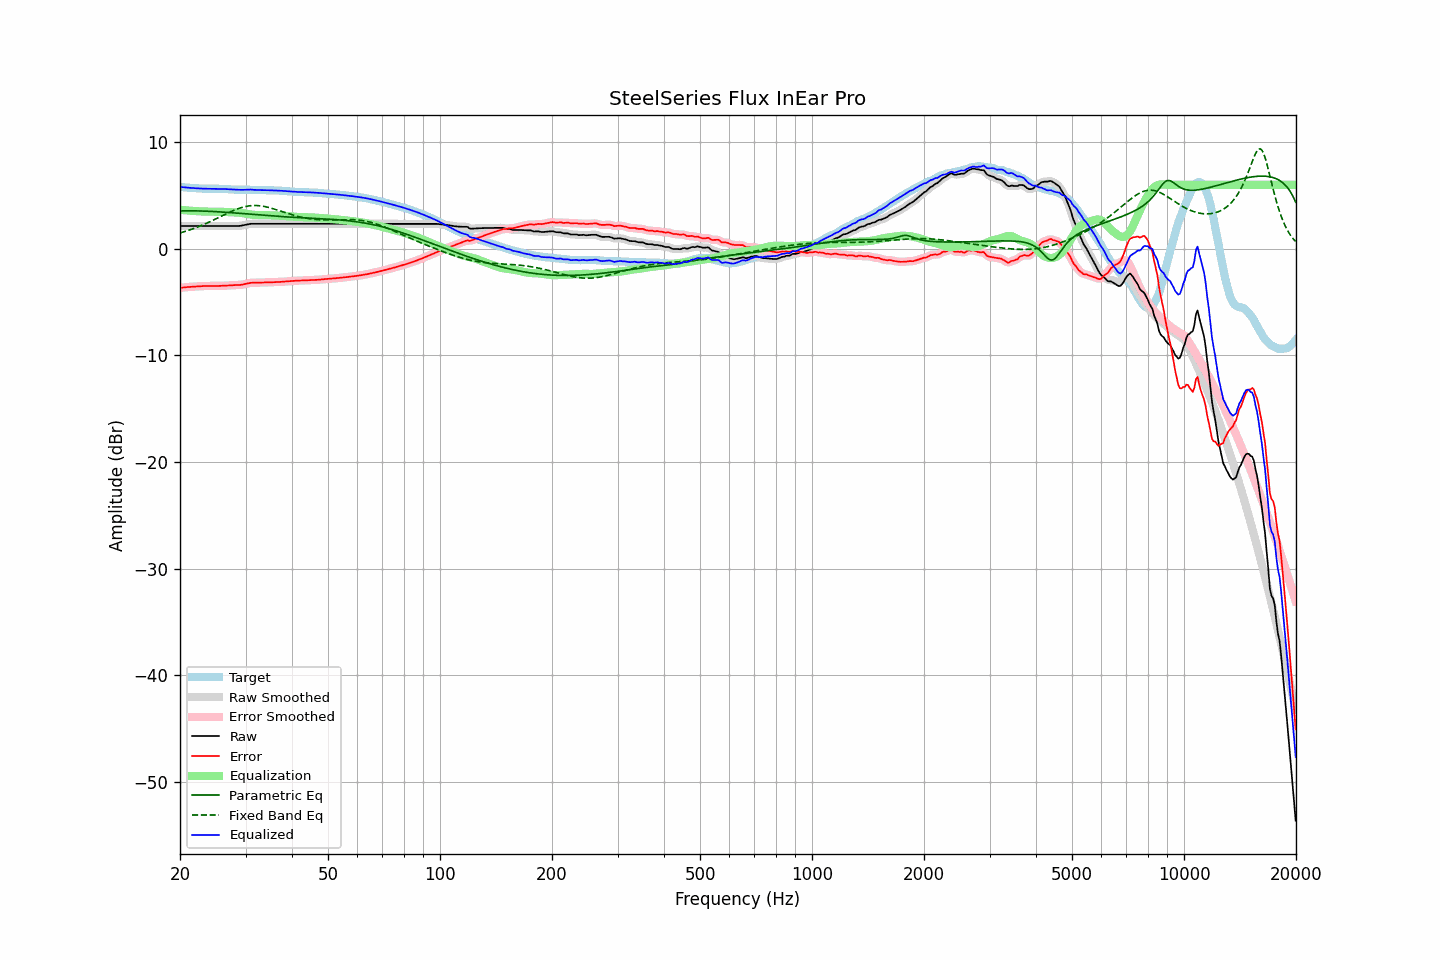 SteelSeries Flux InEar Pro
Amplitude (dBr)
10
0
−10
−20
−30
−40
−50
Target
Raw Smoothed
Error Smoothed
Raw
Error
Equalization
Parametric Eq
Fixed Band Eq
Equalized
20 50 100 200 500 1000 2000 5000 10000 20000
Frequency (Hz)